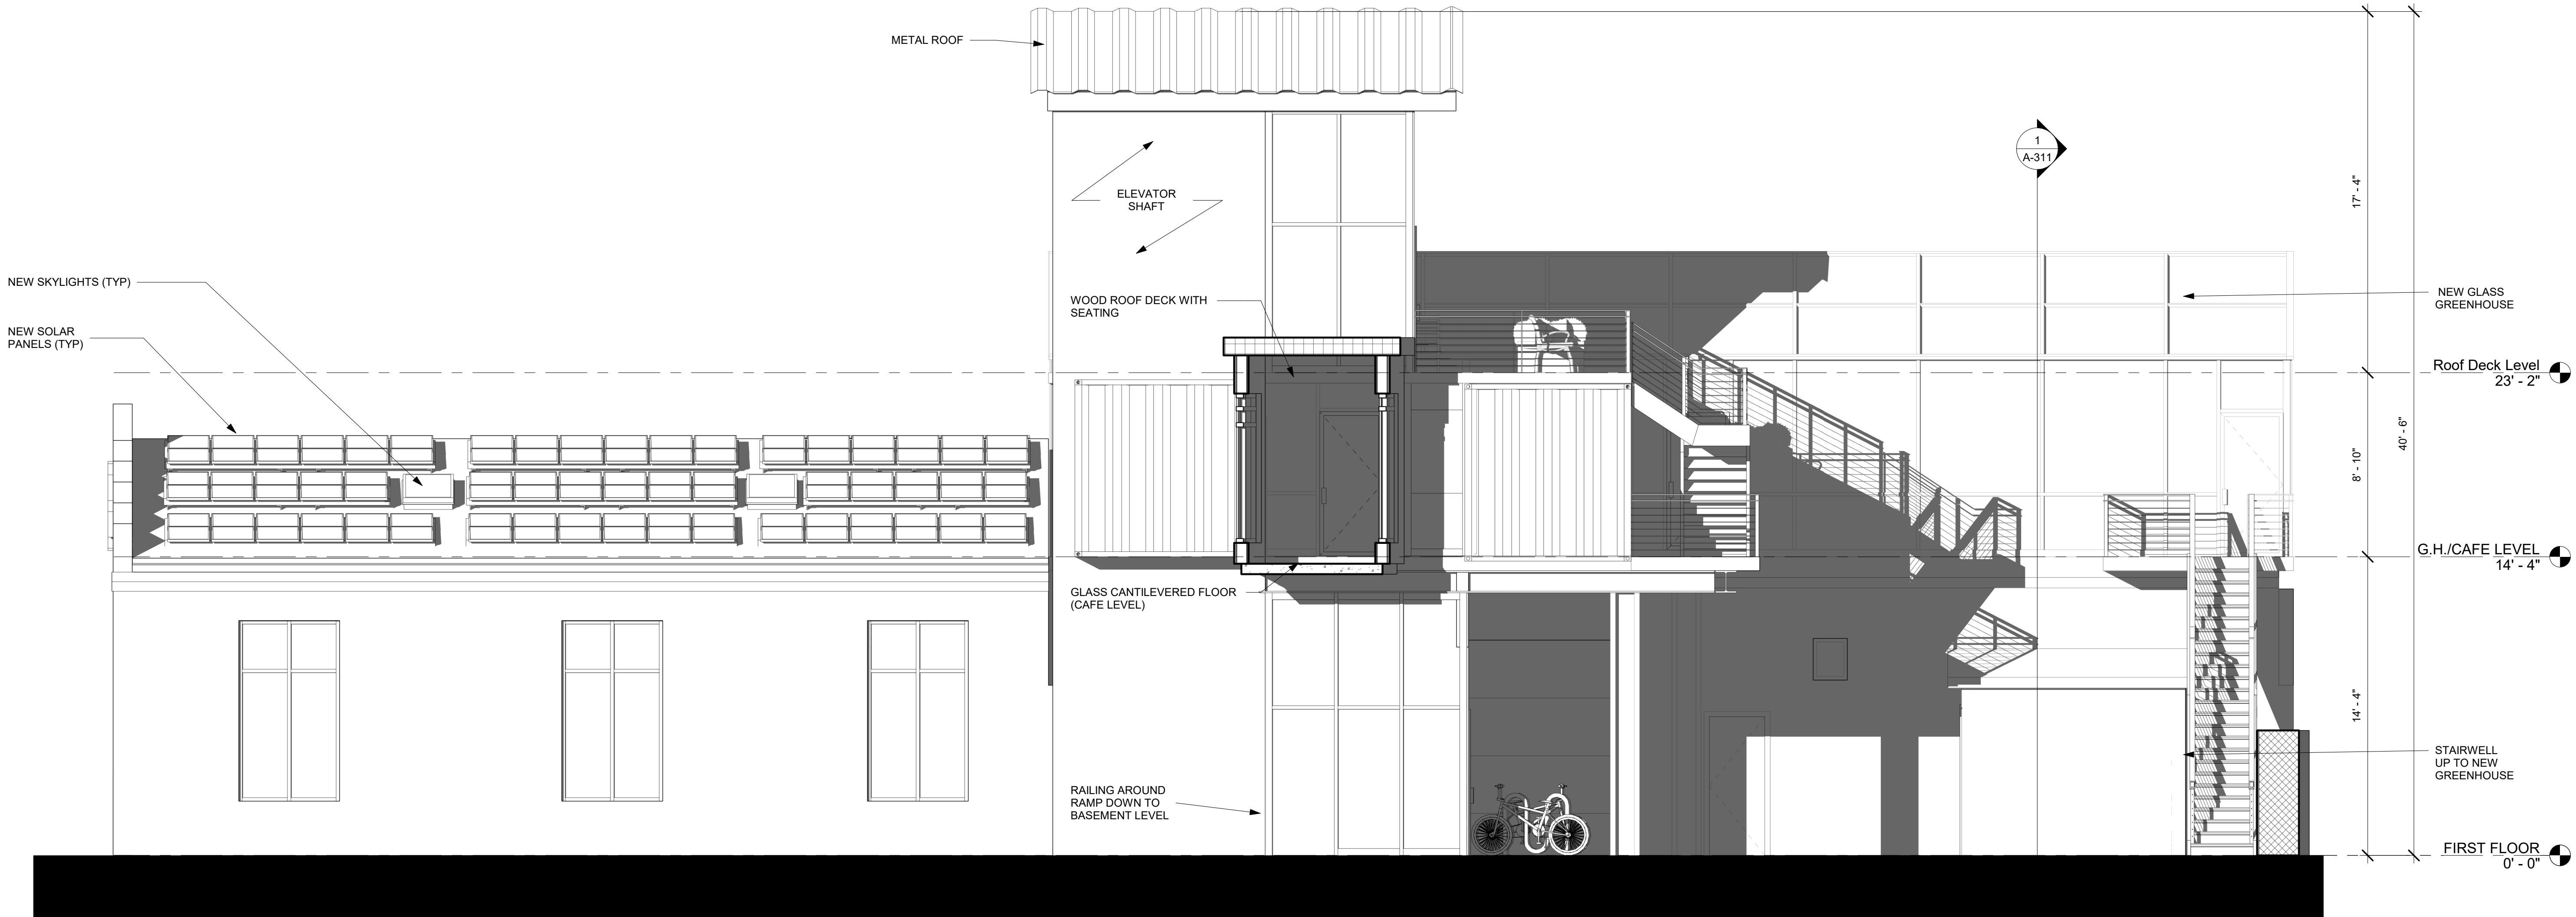 METAL ROOF
1
A-311
17' - 4"
ELEVATOR
SHAFT
NEW SKYLIGHTS (TYP)
NEW SOLAR
PANELS (TYP)
WOOD ROOF DECK WITH
SEATING
NEW GLASS
GREENHOUSE
Roof Deck Level
23' - 2"
40' - 6"
8' - 10"
G.H./CAFE LEVEL
14' - 4"
GLASS CANTILEVERED FLOOR
(CAFE LEVEL)
14' - 4"
STAIRWELL
UP TO NEW
GREENHOUSE
RAILING AROUND
RAMP DOWN TO
BASEMENT LEVEL
FIRST FLOOR
0' - 0"